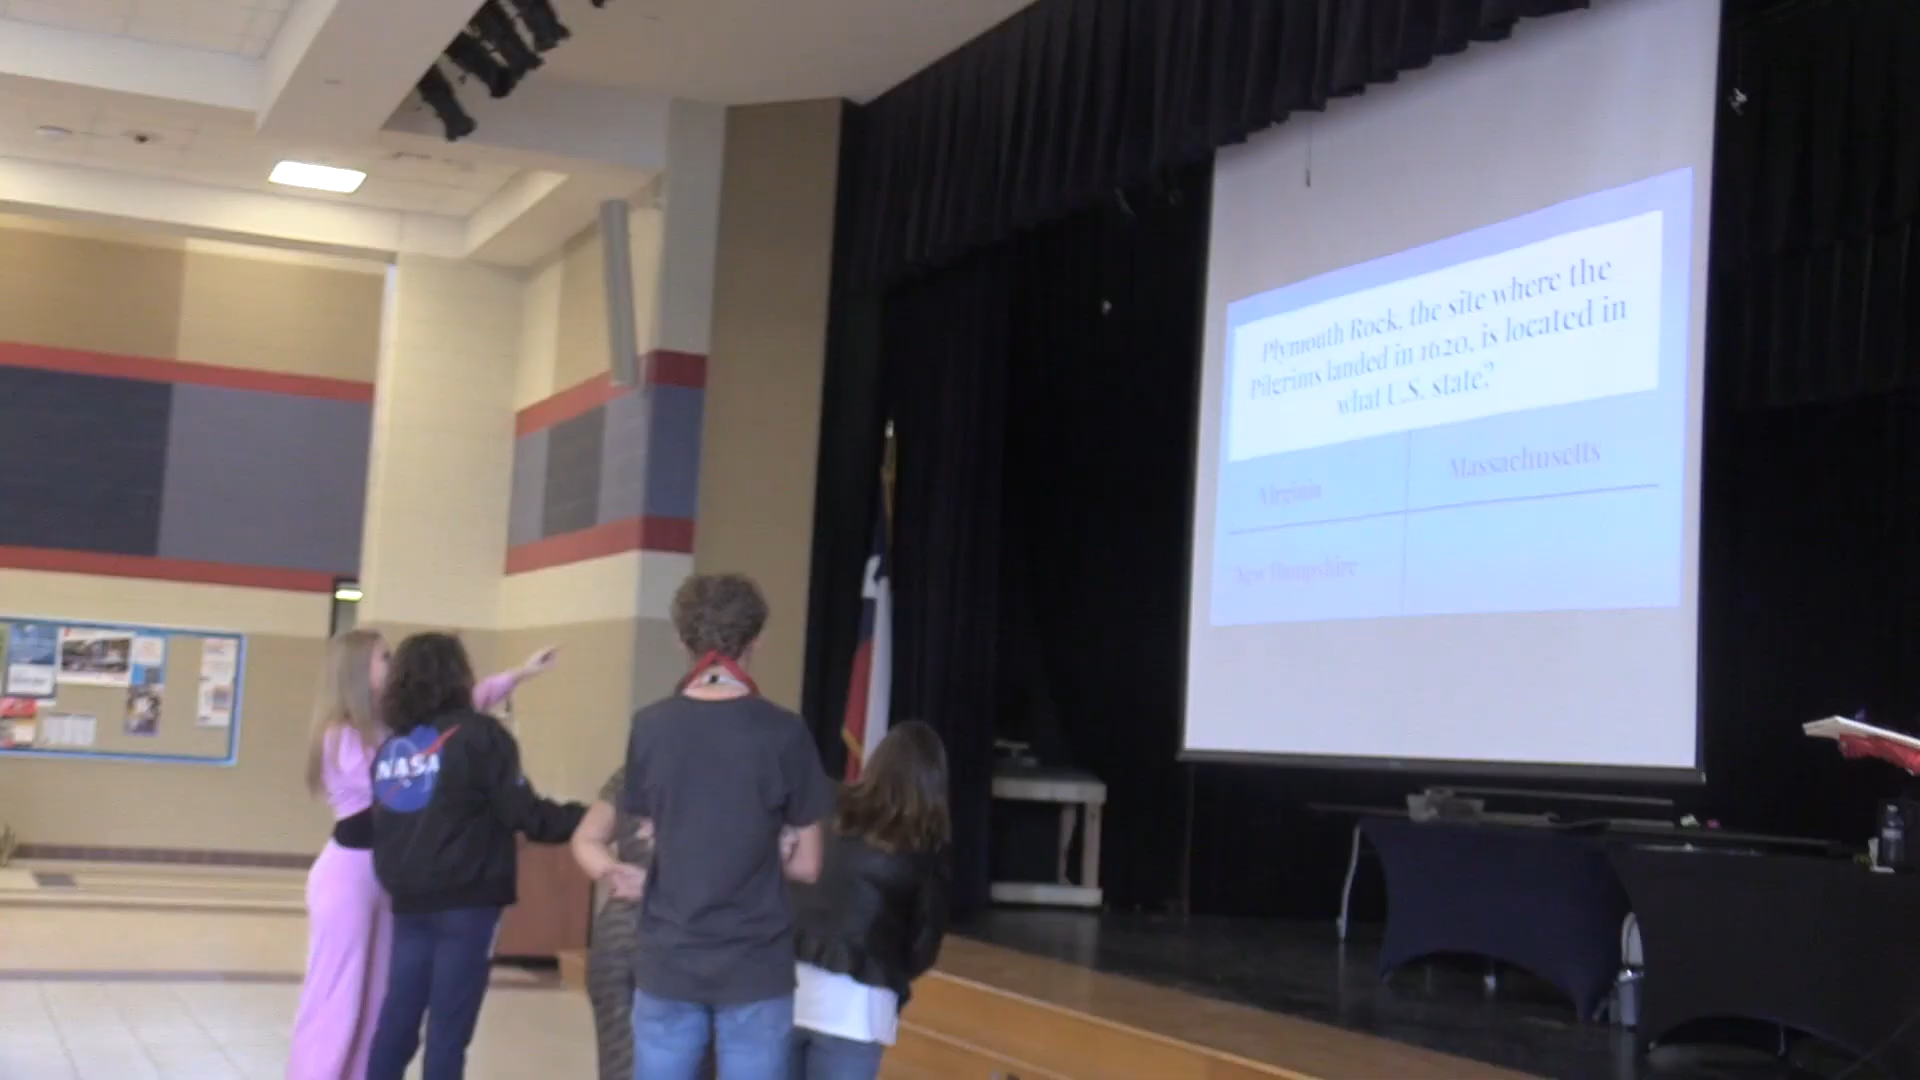 Plymouth Rock, the site where the
Pilgrims landed in 1620, is located in
what U.S. state?
Virginia
Massachusetts
New Hampshire
NASA